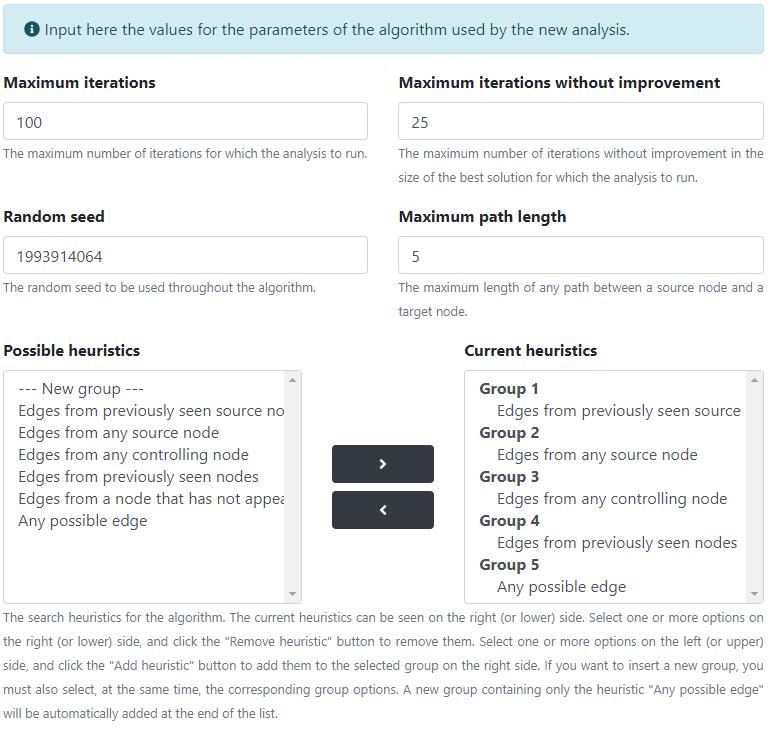 Input here the values for the parameters of the algorithm used by the new analysis.
Maximum iterations
Maximum iterations without improvement
100
25
The maximum number of iterations for which the analysis to run.
The maximum number of iterations without improvement in the
size of the best solution for which the analysis to run.
Random seed
Maximum path length
1993914064
5
The random seed to be used throughout the algorithm.
The maximum length of any path between a source node and a
target node.
Possible heuristics
--- New group ---
Edges from previously seen source no
Edges from any source node
Edges from any controlling node
Edges from previously seen nodes
Edges from a node that has not appea
Any possible edge
>
<
Current heuristics
Group 1
Edges from previously seen source
Group 2
Edges from any source node
Group 3
Edges from any controlling node
Group 4
Edges from previously seen nodes
Group 5
Any possible edge
The search heuristics for the algorithm. The current heuristics can be seen on the right (or lower) side. Select one or more options on
the right (or lower) side, and click the "Remove heuristic" button to remove them. Select one or more options on the left (or upper)
side, and click the "Add heuristic" button to add them to the selected group on the right side. If you want to insert a new group, you
must also select, at the same time, the corresponding group options. A new group containing only the heuristic "Any possible edge"
will be automatically added at the end of the list.